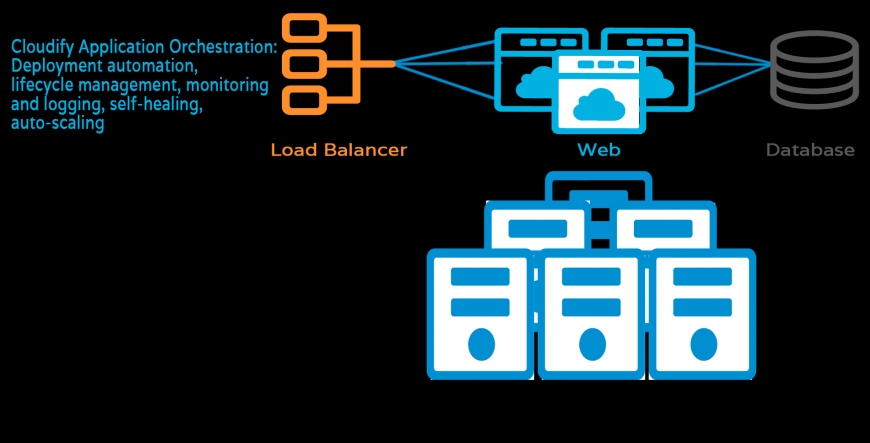 Cloudify Application Orchestration:
Deployment automation,
lifecycle management, monitoring
and logging, self-healing,
auto-scaling
Load Balancer
Web
Database